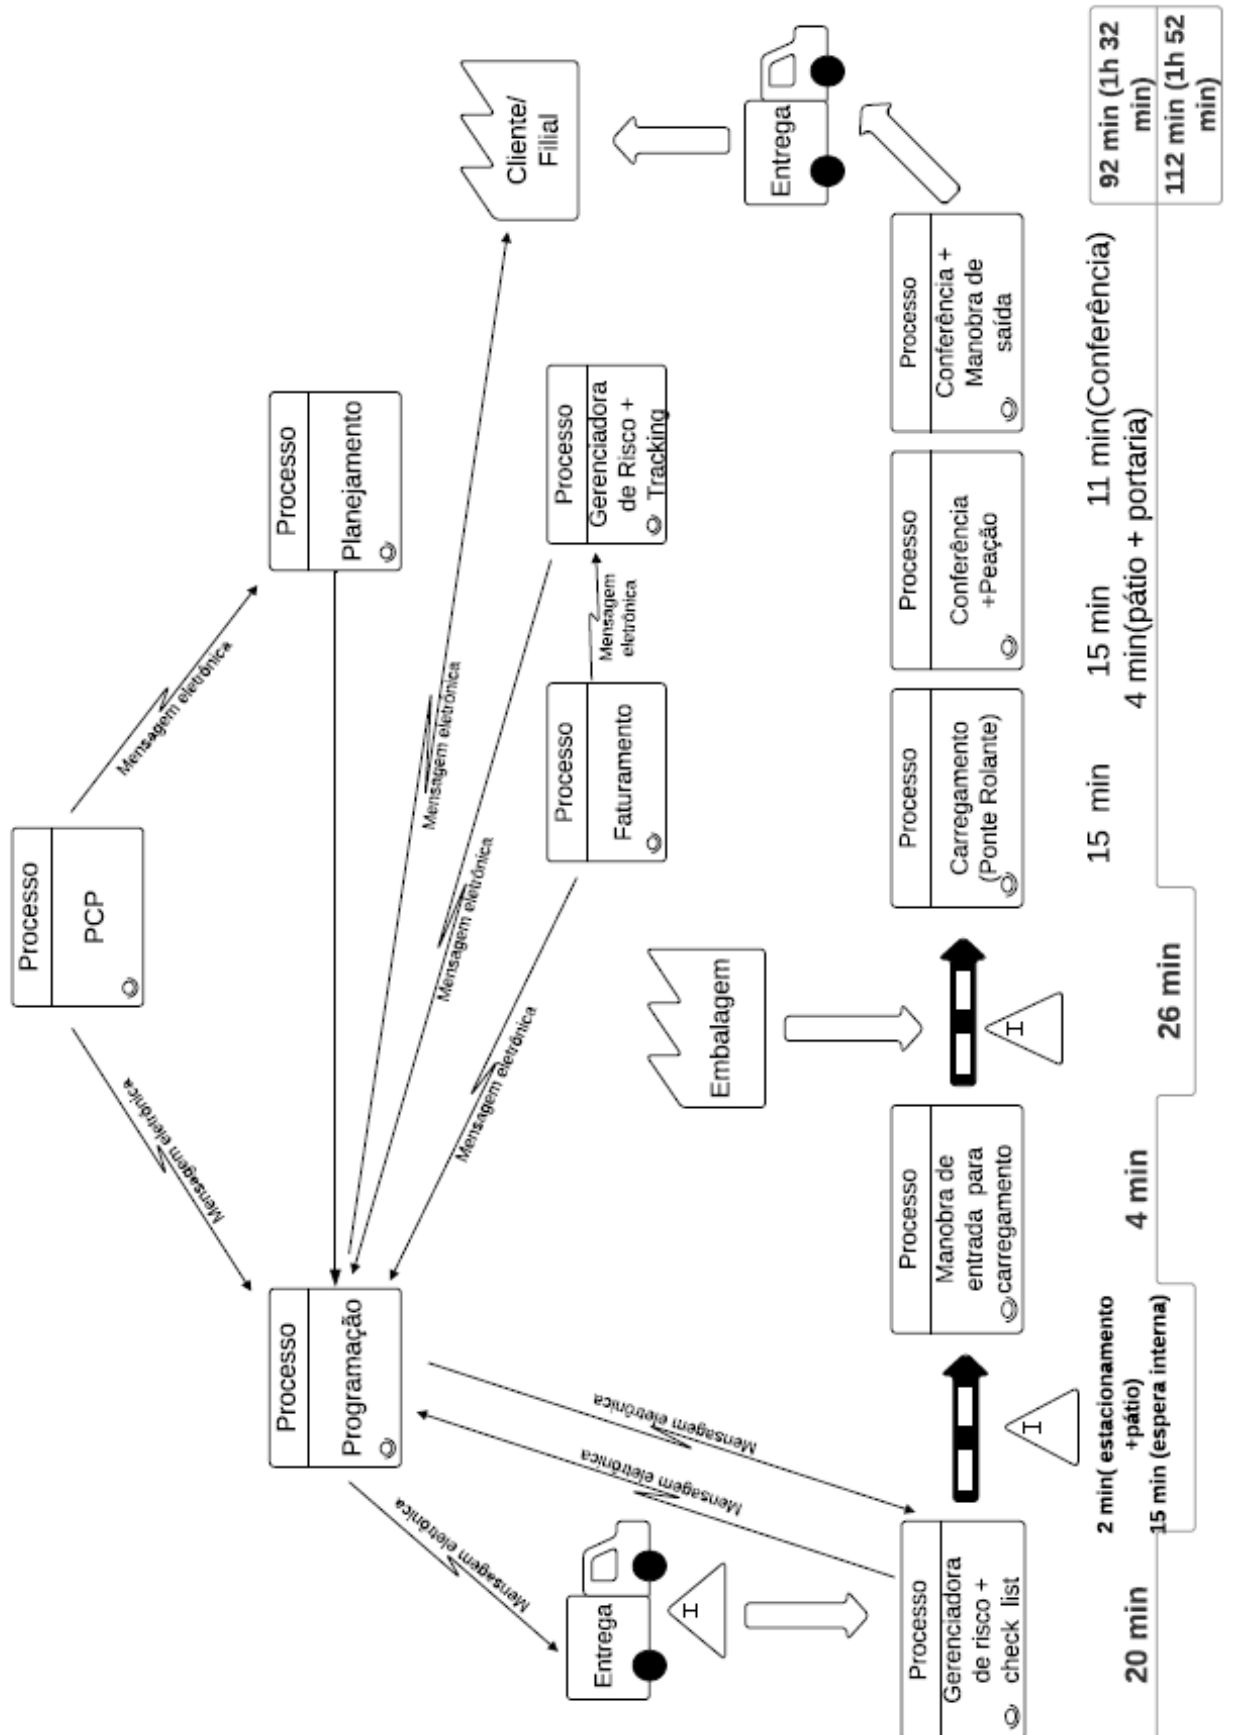 Processo
PCP
Mensagem eletrônica
Mensagem eletrônica
Processo
Programação
Processo
Planejamento
Mensagem eletrônica
Mensagem eletrônica
Mensagem eletrônica
Cliente/
Filial
Mensagem eletrônica
Mensagem eletrônica
Mensagem eletrônica
Processo
Faturamento
Mensagem
eletrônica
Processo
Gerenciadora
de Risco +
Tracking
Entrega
I
Embalagem
Entrega
Processo
Gerenciadora
de risco +
check list
I
Processo
Manobra de
entrada para
carregamento
I
Processo
Carregamento
(Ponte Rolante)
Processo
Conferência
+Peação
Processo
Conferência +
Manobra de
saída
20 min
2 min( estacionamento
+pátio)
15 min (espera interna)
4 min
26 min
15 min
15 min
11 min(Conferência)
4 min(pátio + portaria)
92 min (1h 32
min)
112 min (1h 52
min)